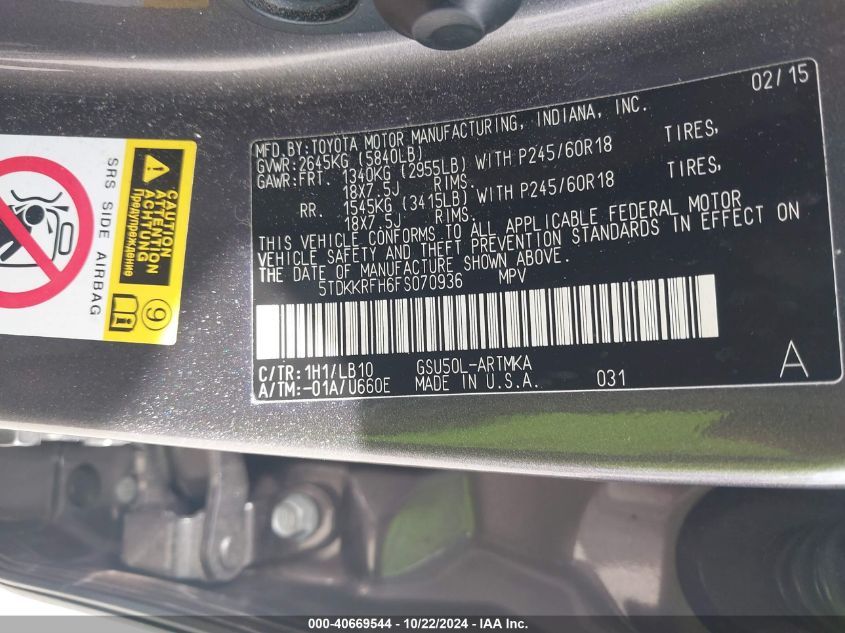 02/15
MFD.BY:TOYOTA MOTOR MANUFACTURING, INDIANA, INC.
GVWR:2645KG (5840LB)
GAWR:FRT. 1340KG (2955LB) WITH P245/60R18 TIRES,
18X7.5J RIMS.
RR. 1545KG (3415LB) WITH P245/60R18 TIRES,
18X7.5J RIMS.
THIS VEHICLE CONFORMS TO ALL APPLICABLE FEDERAL MOTOR
VEHICLE SAFETY AND THEFT PREVENTION STANDARDS IN EFFECT ON
THE DATE OF MANUFACTURE SHOWN ABOVE.
5TDKKRFH6FS070936 MPV
C/TR:1H1/LB10 GSU50L-ARTMKA
A/TM:-01A/U660E MADE IN U.S.A. 031
A
SRS SIDE AIRBAG
CAUTION
ATTENTION
ACHTUNG
Предупреждение
9
000-40669544 - 10/22/2024 - IAA Inc.